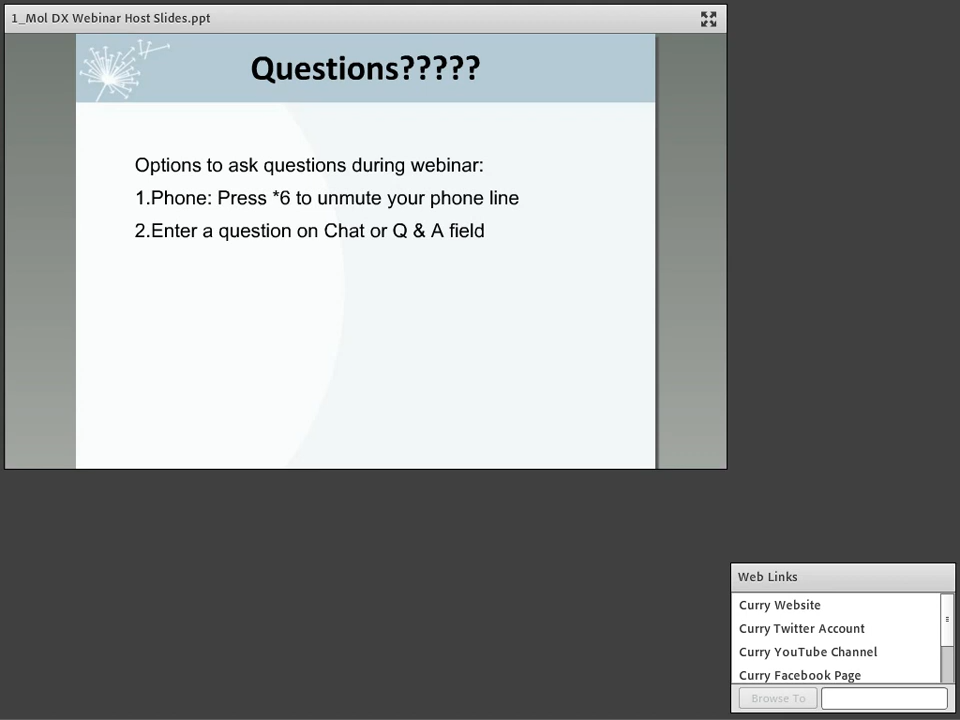 1_Mol DX Webinar Host Slides.ppt
Questions?????
Options to ask questions during webinar:
1.Phone: Press *6 to unmute your phone line
2.Enter a question on Chat or Q & A field
Web Links
Curry Website
Curry Twitter Account
Curry YouTube Channel
Curry Facebook Page
Browse To